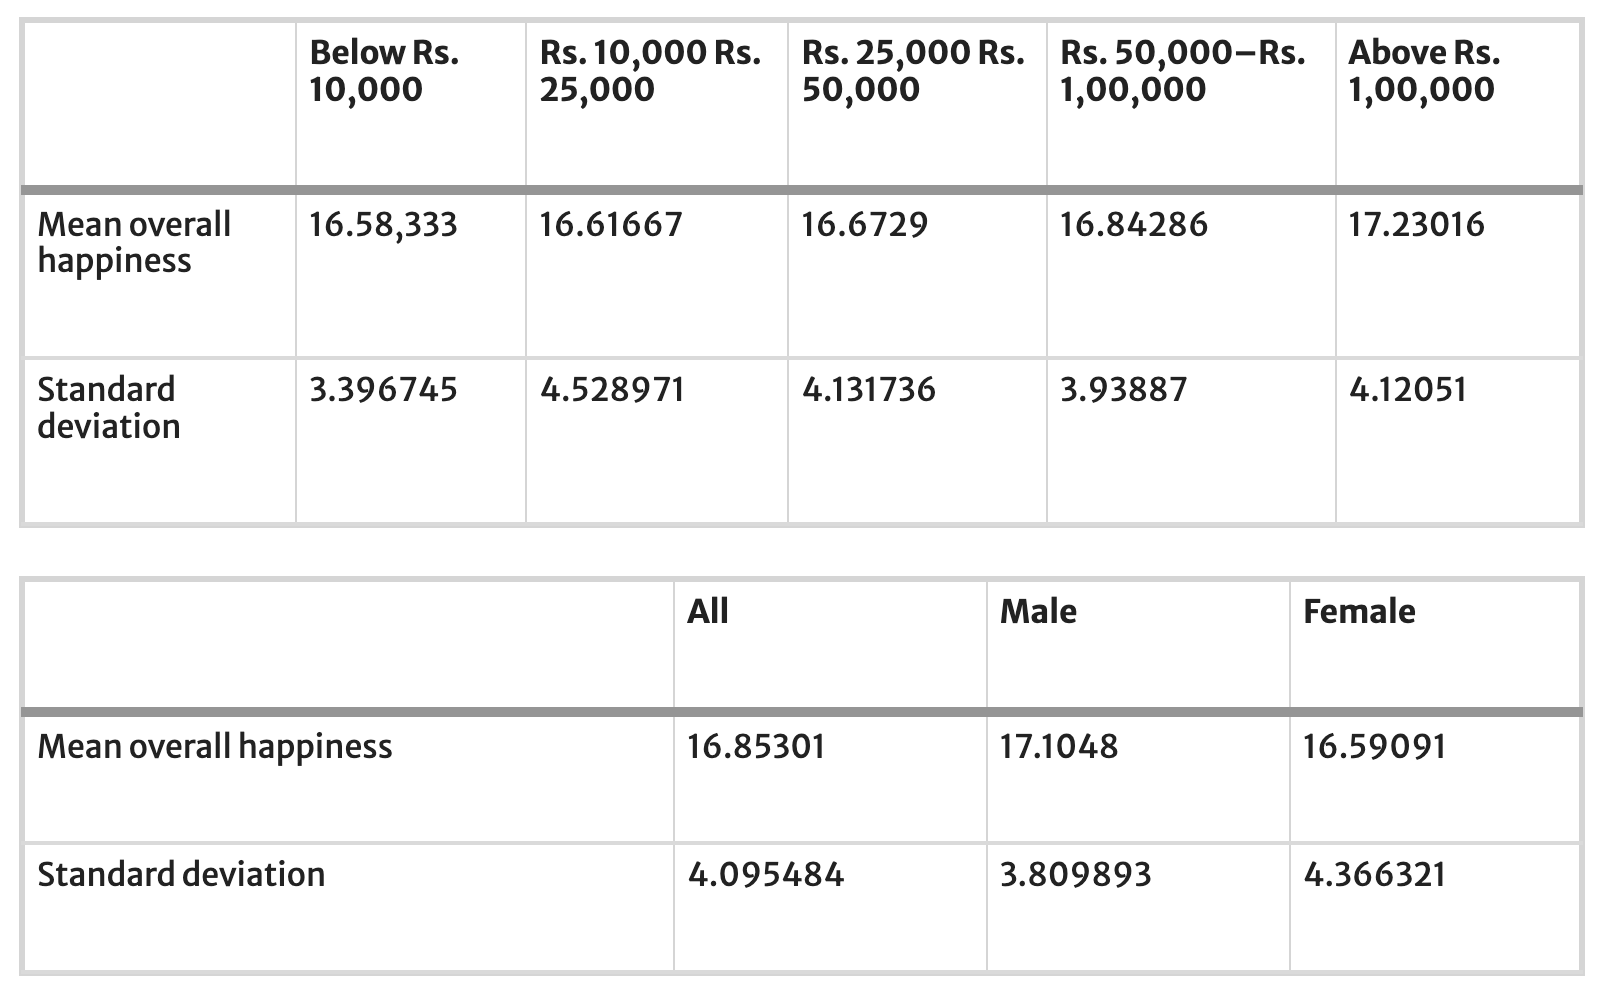 Below Rs. Rs. 10,000 Rs. Rs. 25,000 Rs. Rs. 50,000–Rs. Above Rs.
10,000 25,000 50,000 1,00,000 1,00,000
Mean overall 16.58,333 16.61667 16.6729 16.84286 17.23016
happiness
Standard 3.396745 4.528971 4.131736 3.93887 4.12051
deviation
All Male Female
Mean overall happiness 16.85301 17.1048 16.59091
Standard deviation 4.095484 3.809893 4.366321